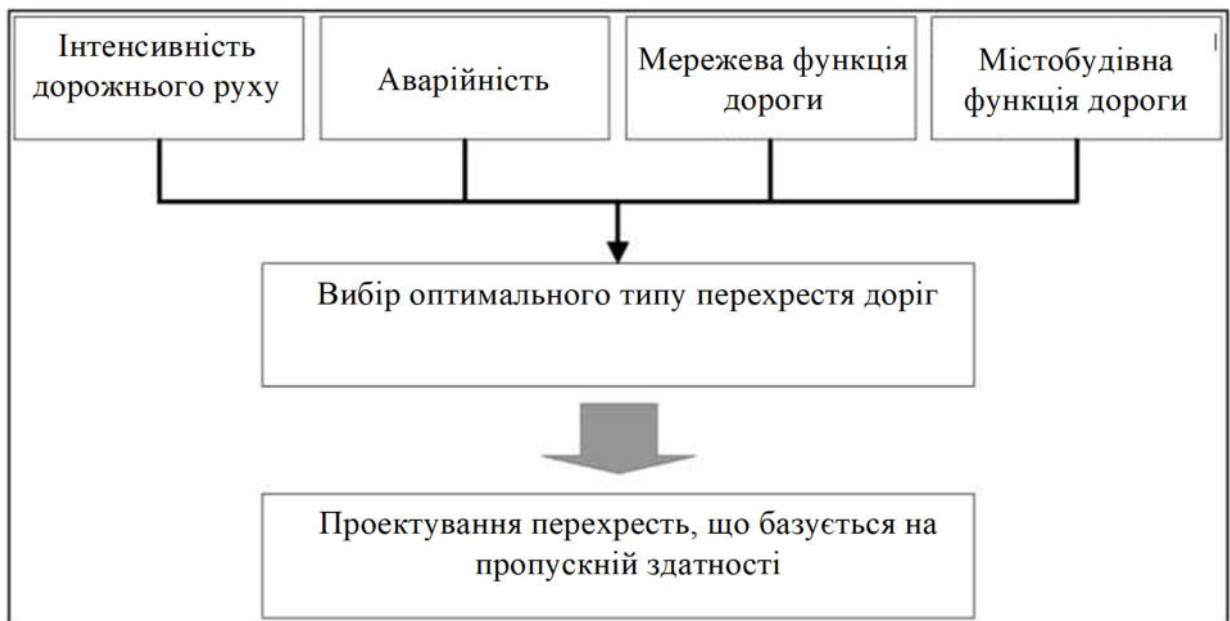 Інтенсивність
дорожнього руху
Аварійність
Мережева функція
дороги
Містобудівна
функція дороги
Вибір оптимального типу перехрестя доріг
Проектування перехресть, що базується на
пропускній здатності